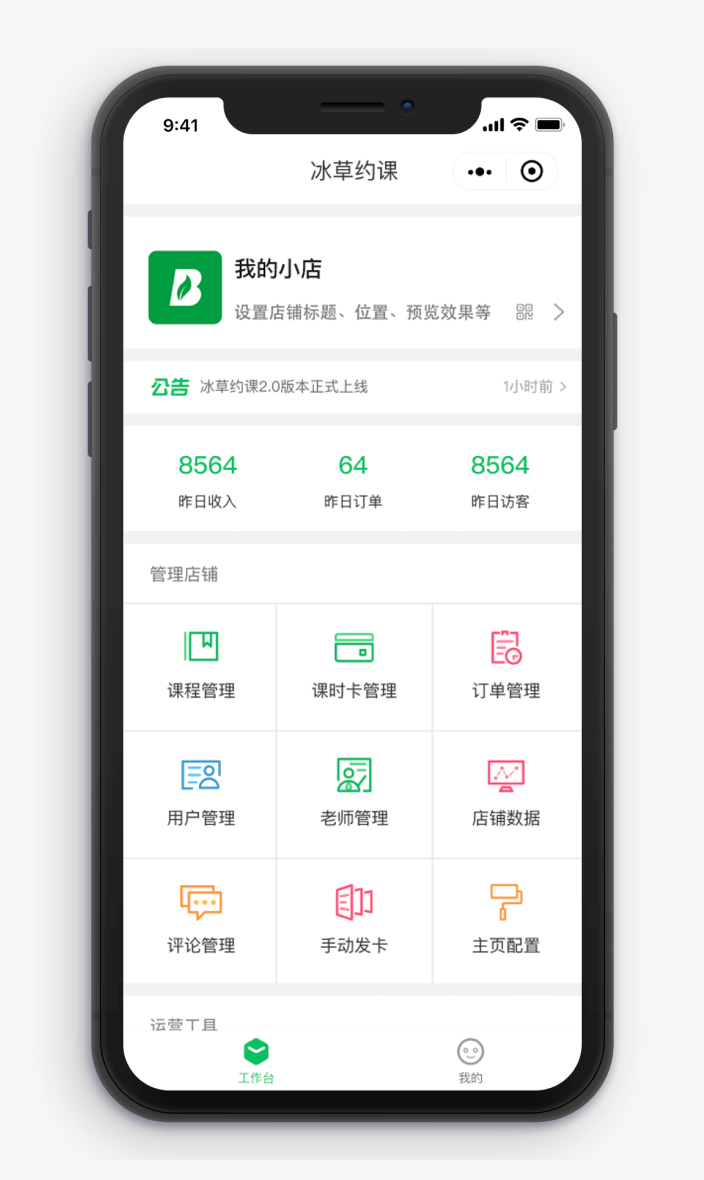 9:41
冰草约课
我的小店
设置店铺标题、位置、预览效果等
公告 冰草约课2.0版本正式上线 1小时前
8564 64 8564
昨日收入 昨日订单 昨日访客
管理店铺
课程管理 课时卡管理 订单管理
用户管理 老师管理 店铺数据
评论管理 手动发卡 主页配置
运营工具
工作台 我的